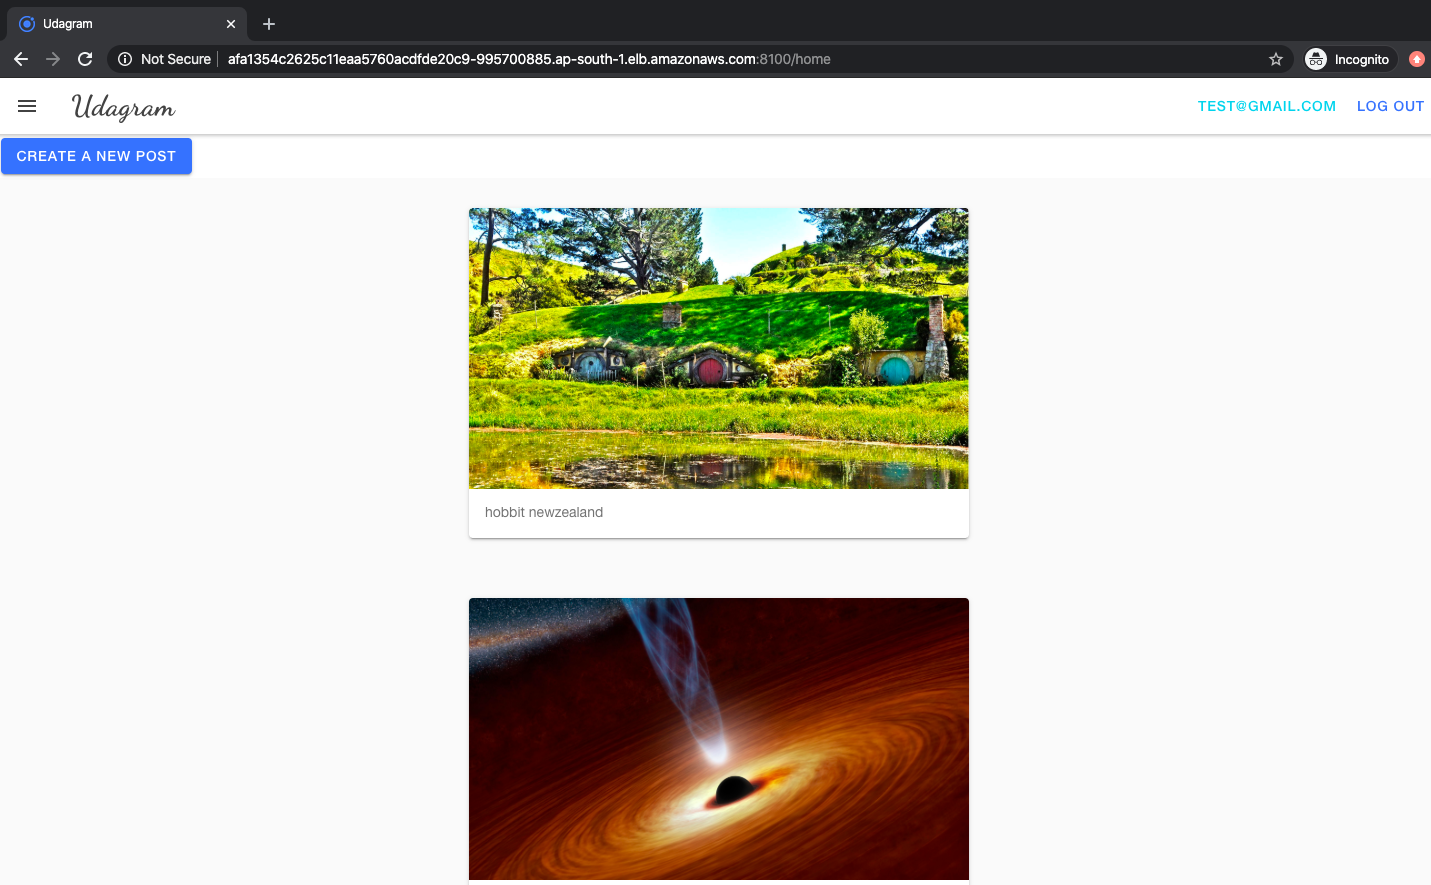 Udagram
Not Secure afa1354c2625c11eaa5760acdfde20c9-995700885.ap-south-1.elb.amazonaws.com:8100/home Incognito
Udagram TEST@GMAIL.COM LOG OUT
CREATE A NEW POST
hobbit newzealand